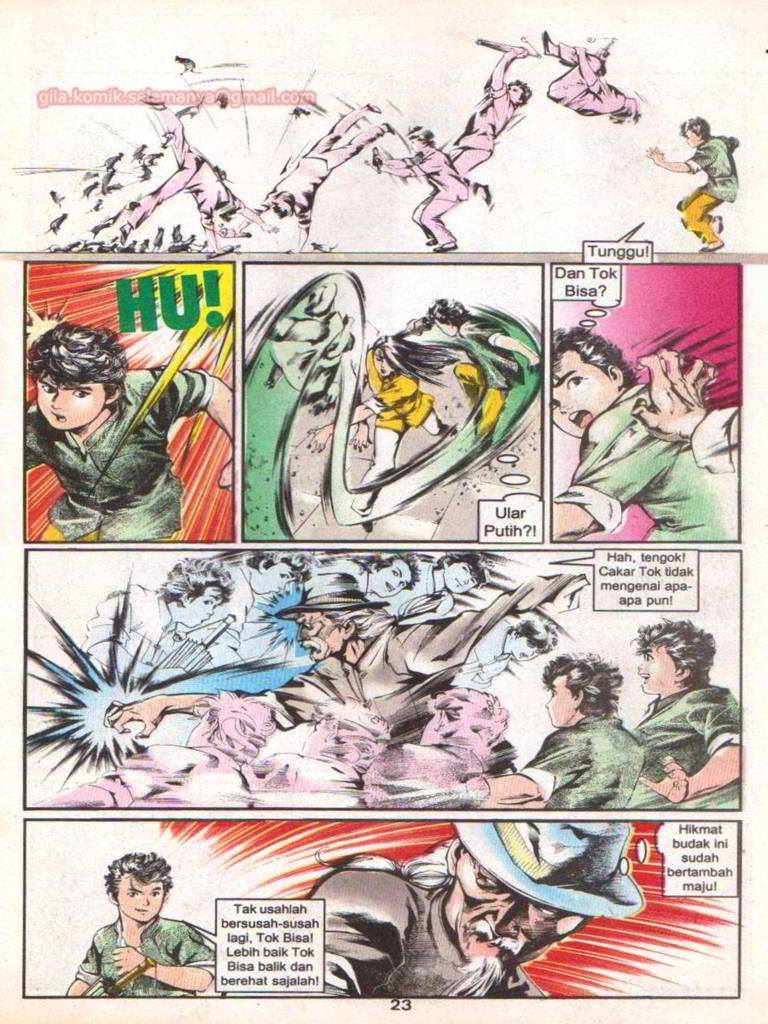 gila.komik.selamanya@gmail.com
Tunggu!
HU!
Ular
Putih?!
Dan Tok
Bisa?
Hah, tengok!
Cakar Tok tidak
mengenai apa-
apa pun!
Tak usahlah
bersusah-susah
lagi, Tok Bisa!
Lebih baik Tok
Bisa balik dan
berehat sajalah!
Hikmat
budak ini
sudah
bertambah
maju!
23